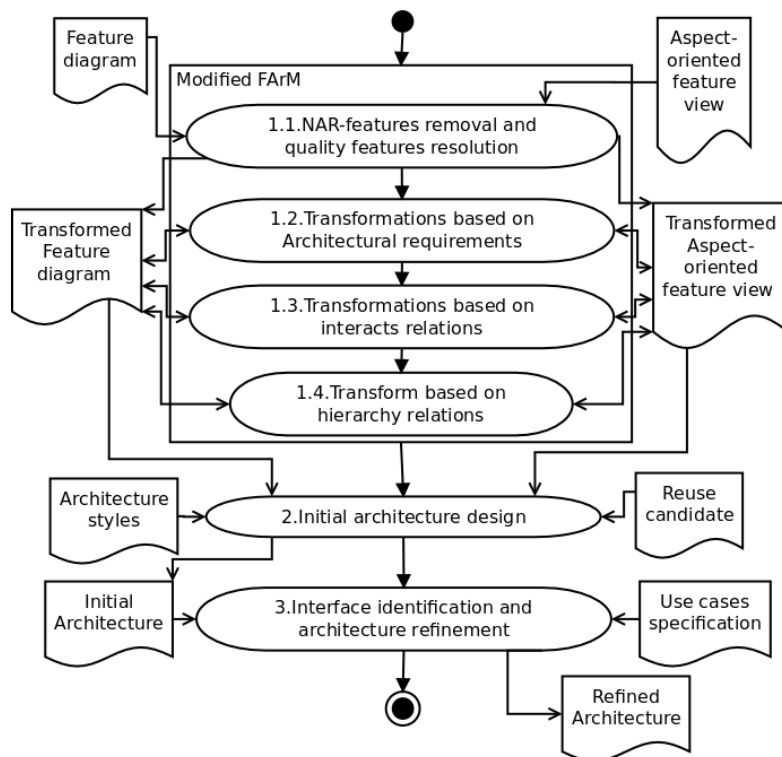 Feature
diagram
Aspect-
oriented
feature
view
Modified FArM
1.1.NAR-features removal and
quality features resolution
Transformed
Feature
diagram
1.2.Transformations based on
Architectural requirements
Transformed
Aspect-
oriented
feature view
1.3.Transformations based on
interacts relations
1.4.Transform based on
hierarchy relations
Architecture
styles
2.Initial architecture design
Reuse
candidate
Initial
Architecture
3.Interface identification and
architecture refinement
Use cases
specification
Refined
Architecture